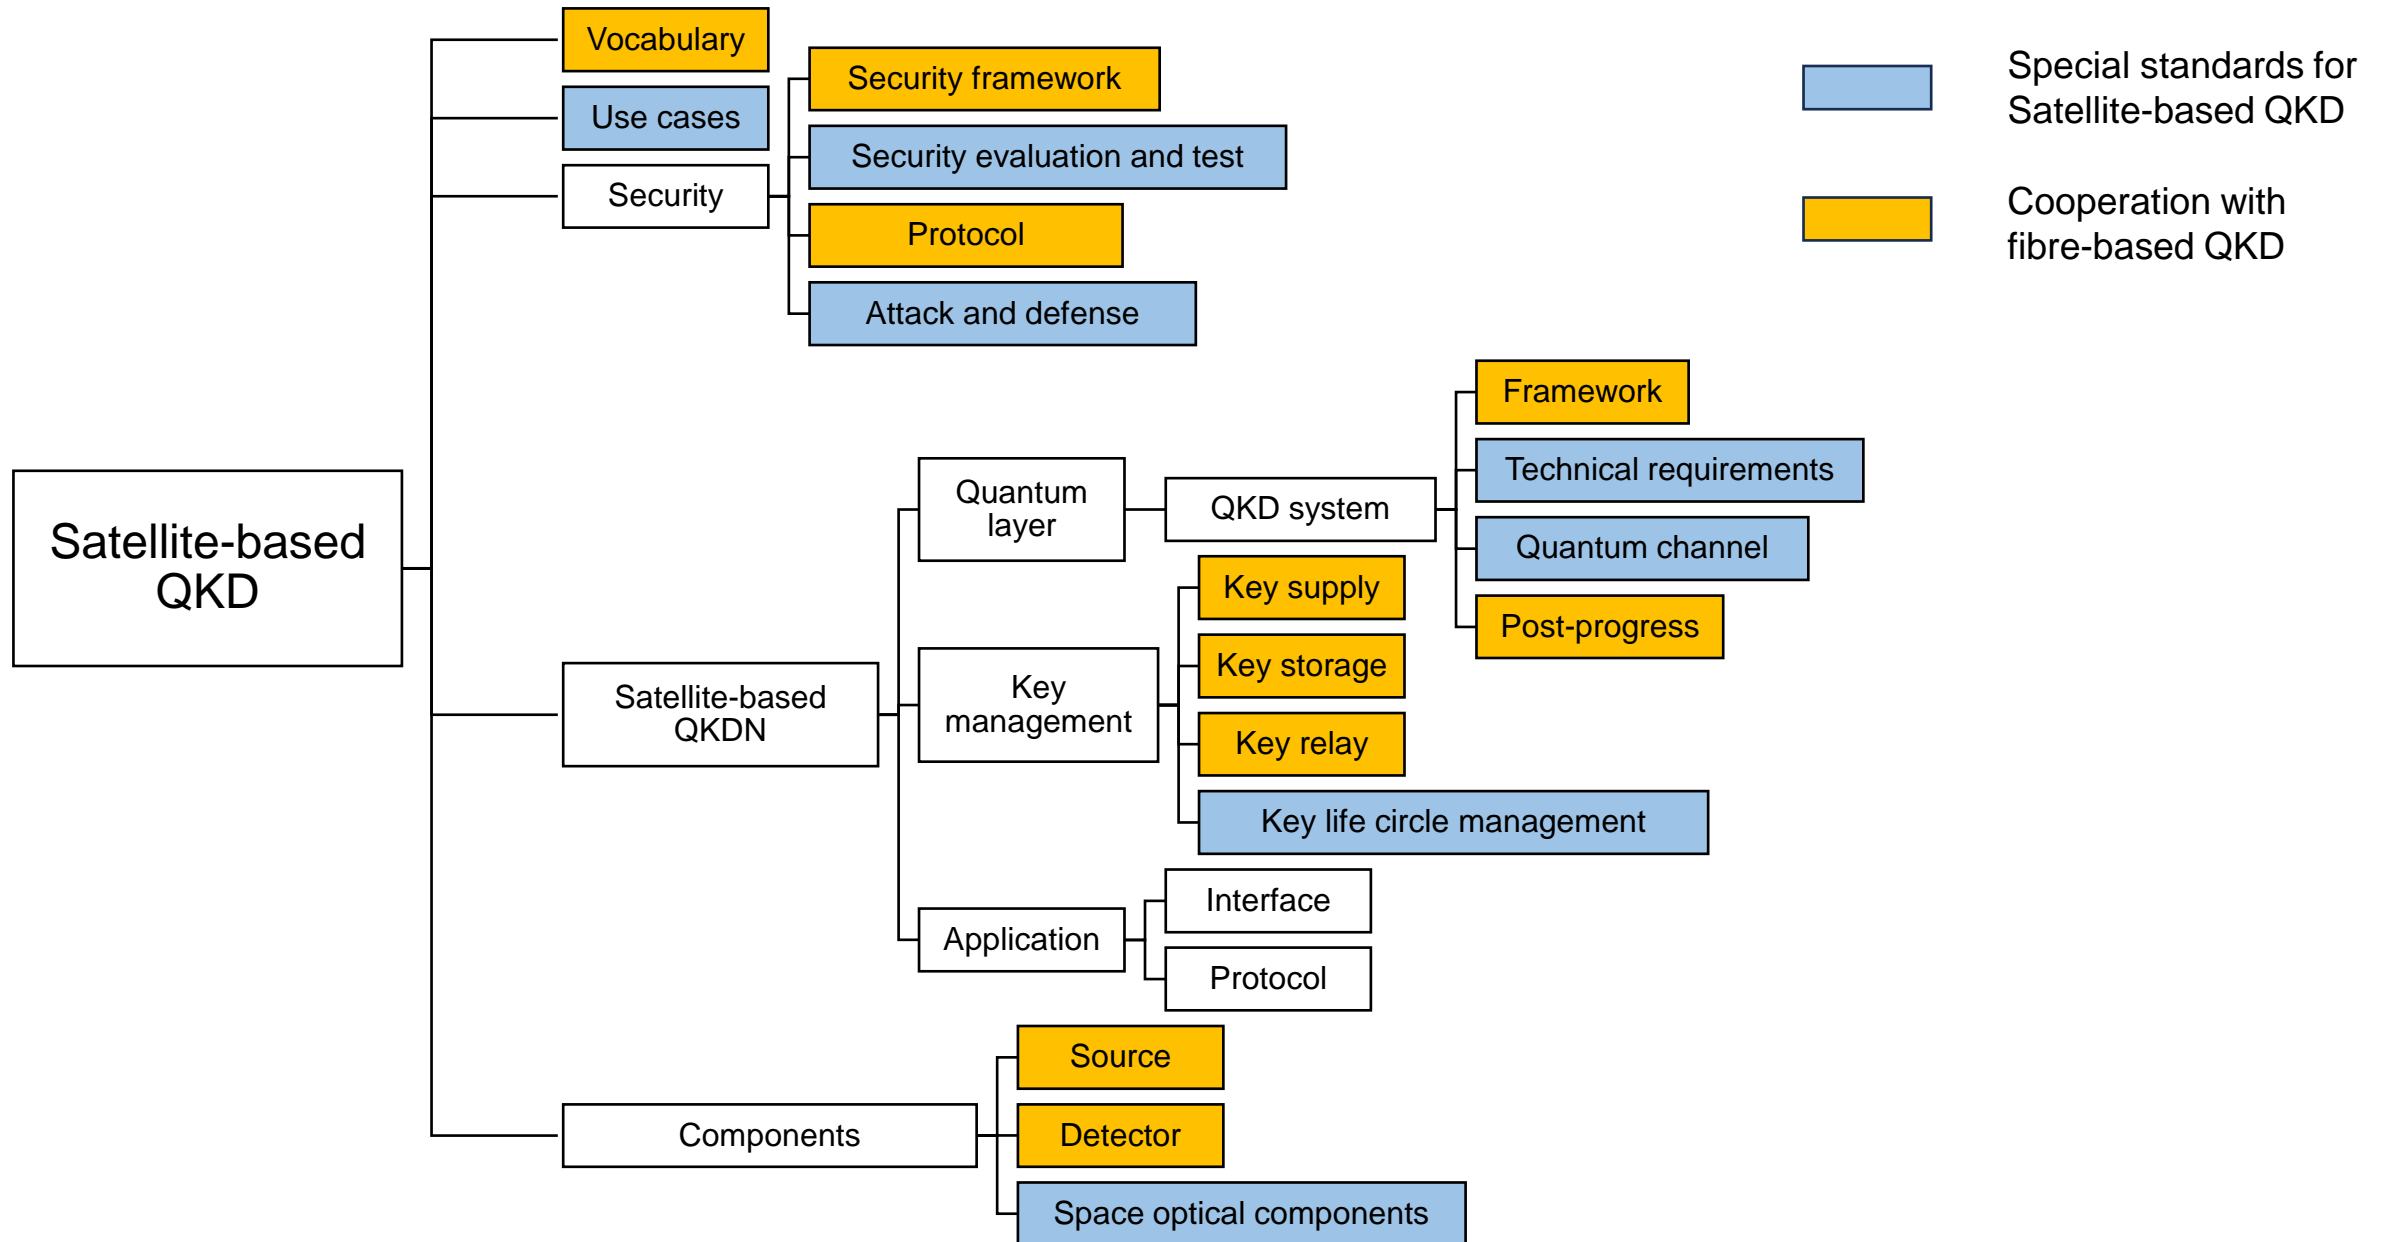 Vocabulary
Use cases
Security
Security framework
Security evaluation and test
Protocol
Attack and defense
Special standards for
Satellite-based QKD
Cooperation with
fibre-based QKD
Satellite-based
QKD
Satellite-based
QKDN
Quantum
layer
QKD system
Framework
Technical requirements
Quantum channel
Post-progress
Key
management
Key supply
Key storage
Key relay
Key life circle management
Application
Interface
Protocol
Components
Source
Detector
Space optical components